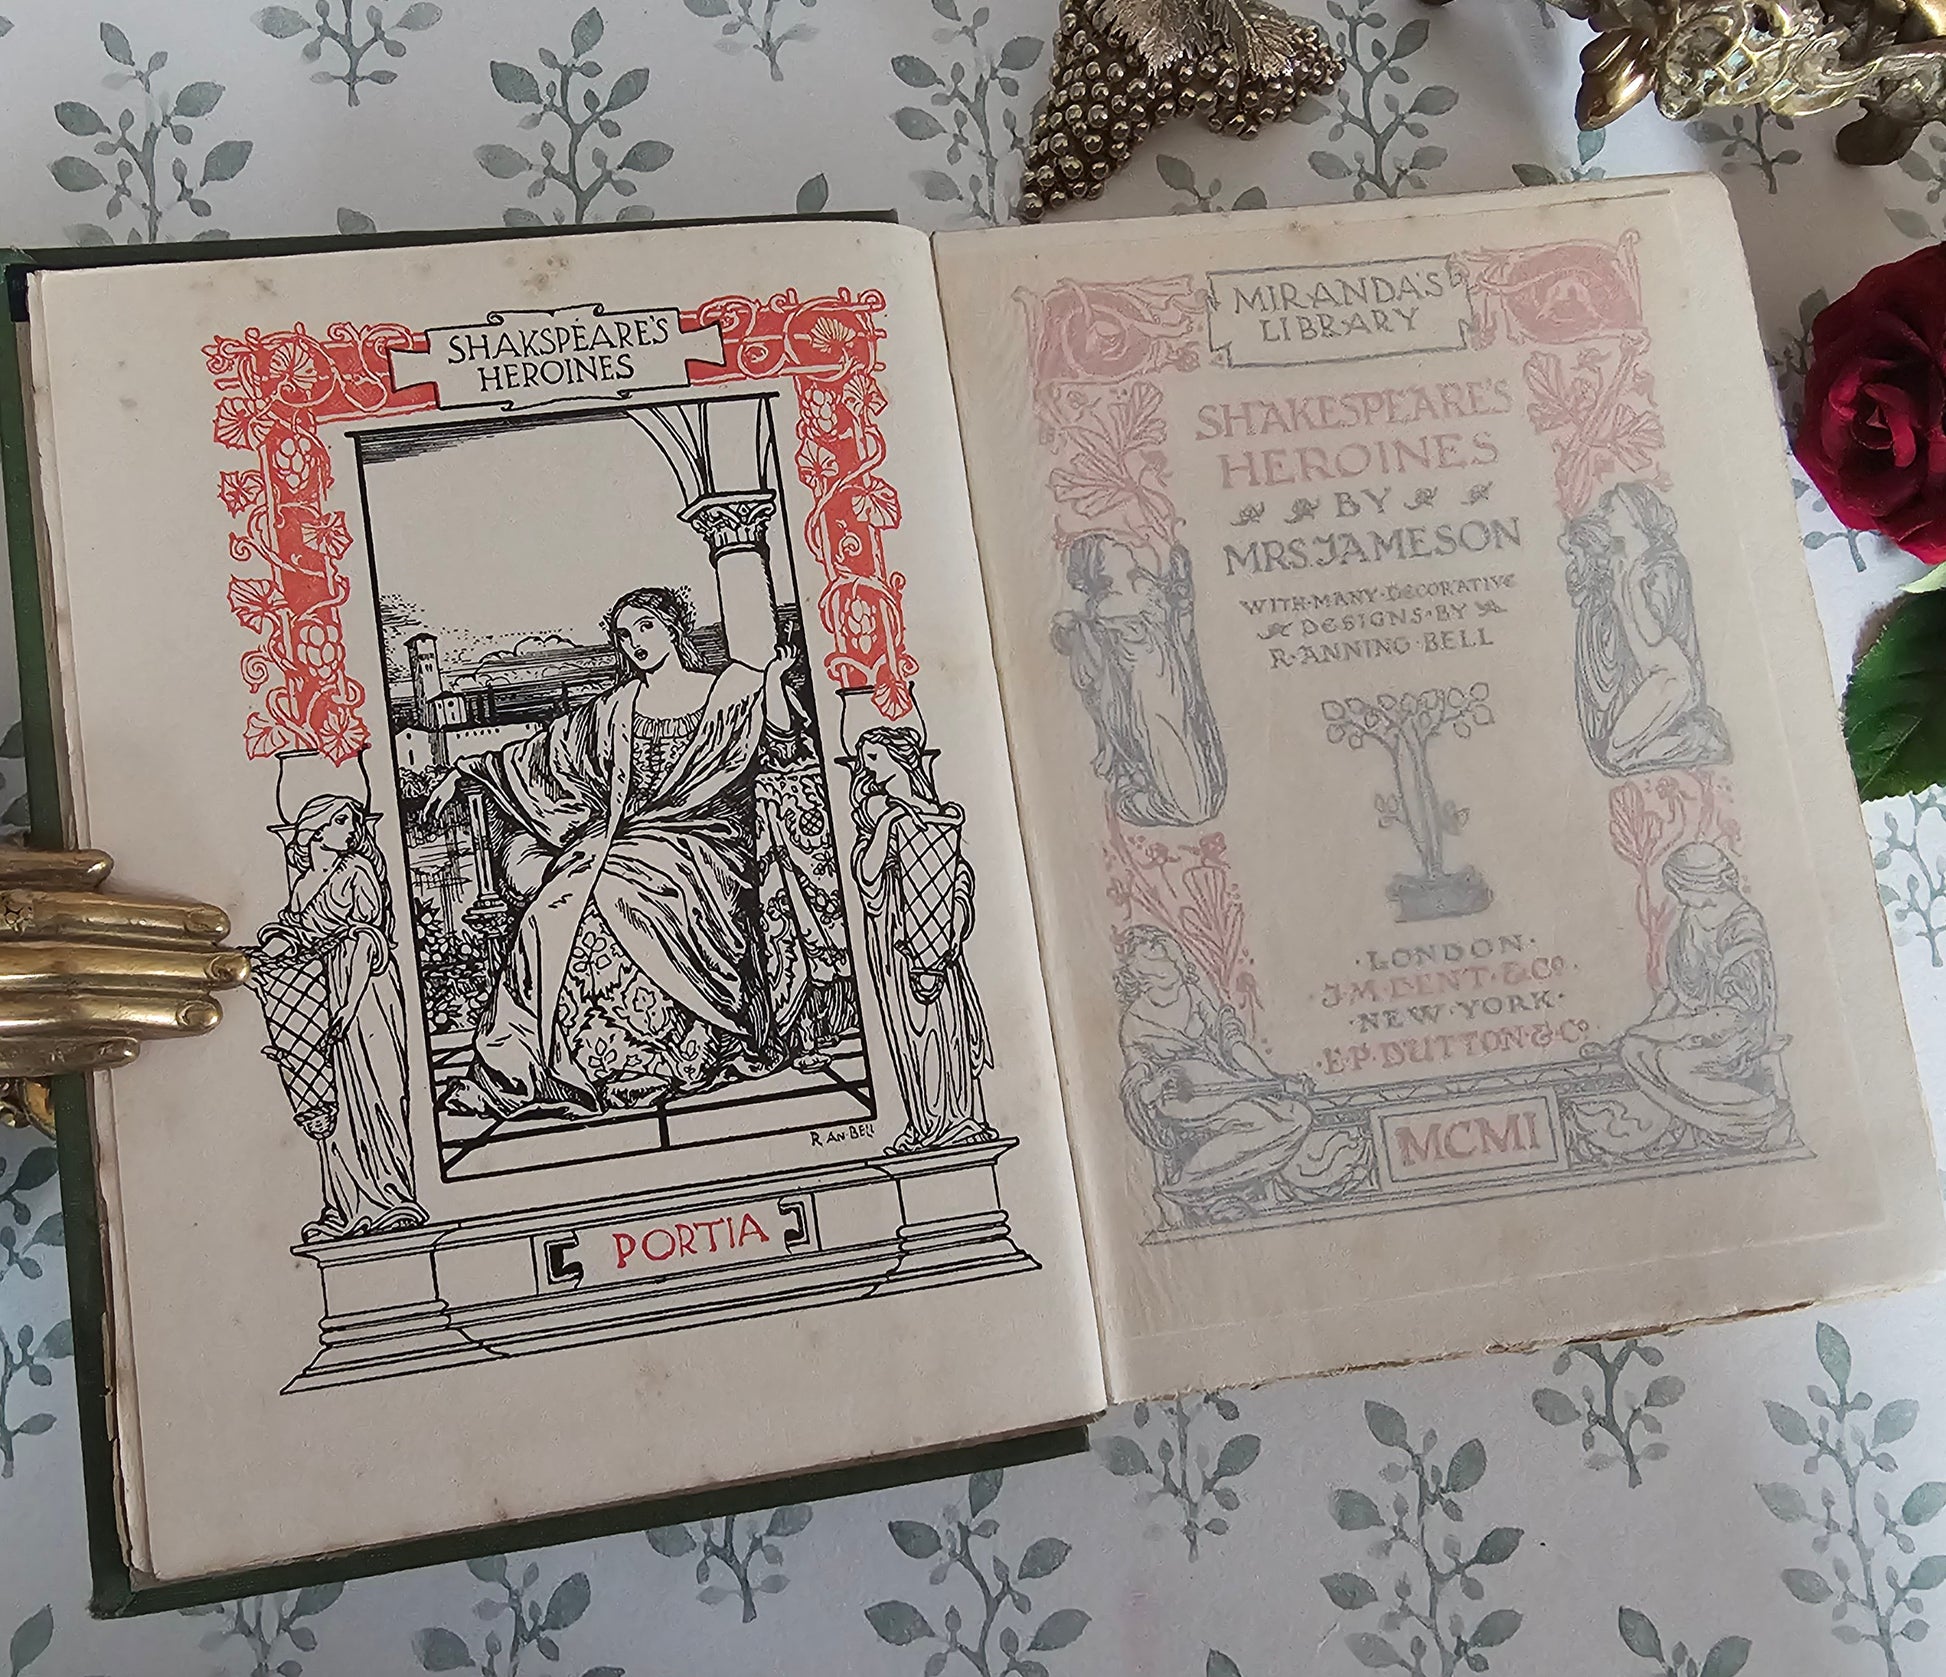 SHAKSPEARE'S
HEROINES
R. AN. BELL
PORTIA
MIRANDA'S
LIBRARY
SHAKESPEARE'S
HEROINES
BY
MRS. JAMESON
WITH·MANY·DECORATIVE
DESIGNS·BY
R·ANNING·BELL
·LONDON·
·J·M·DENT·&·Co·
·NEW·YORK·
·E·P·DUTTON·&·Co·
MCMI